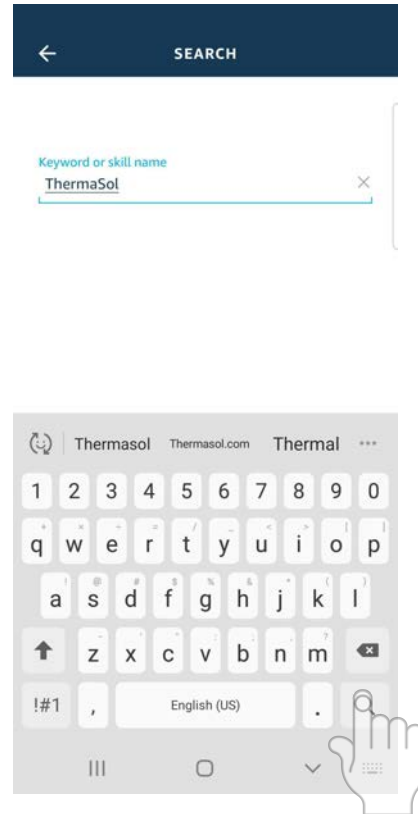 SEARCH
Keyword or skill name
ThermaSol
Thermasol Thermasol.com Thermal
1 2 3 4 5 6 7 8 9 0
q w e r t y u i o p
a s d f g h j k l
z x c v b n m
!#1 , English (US) .